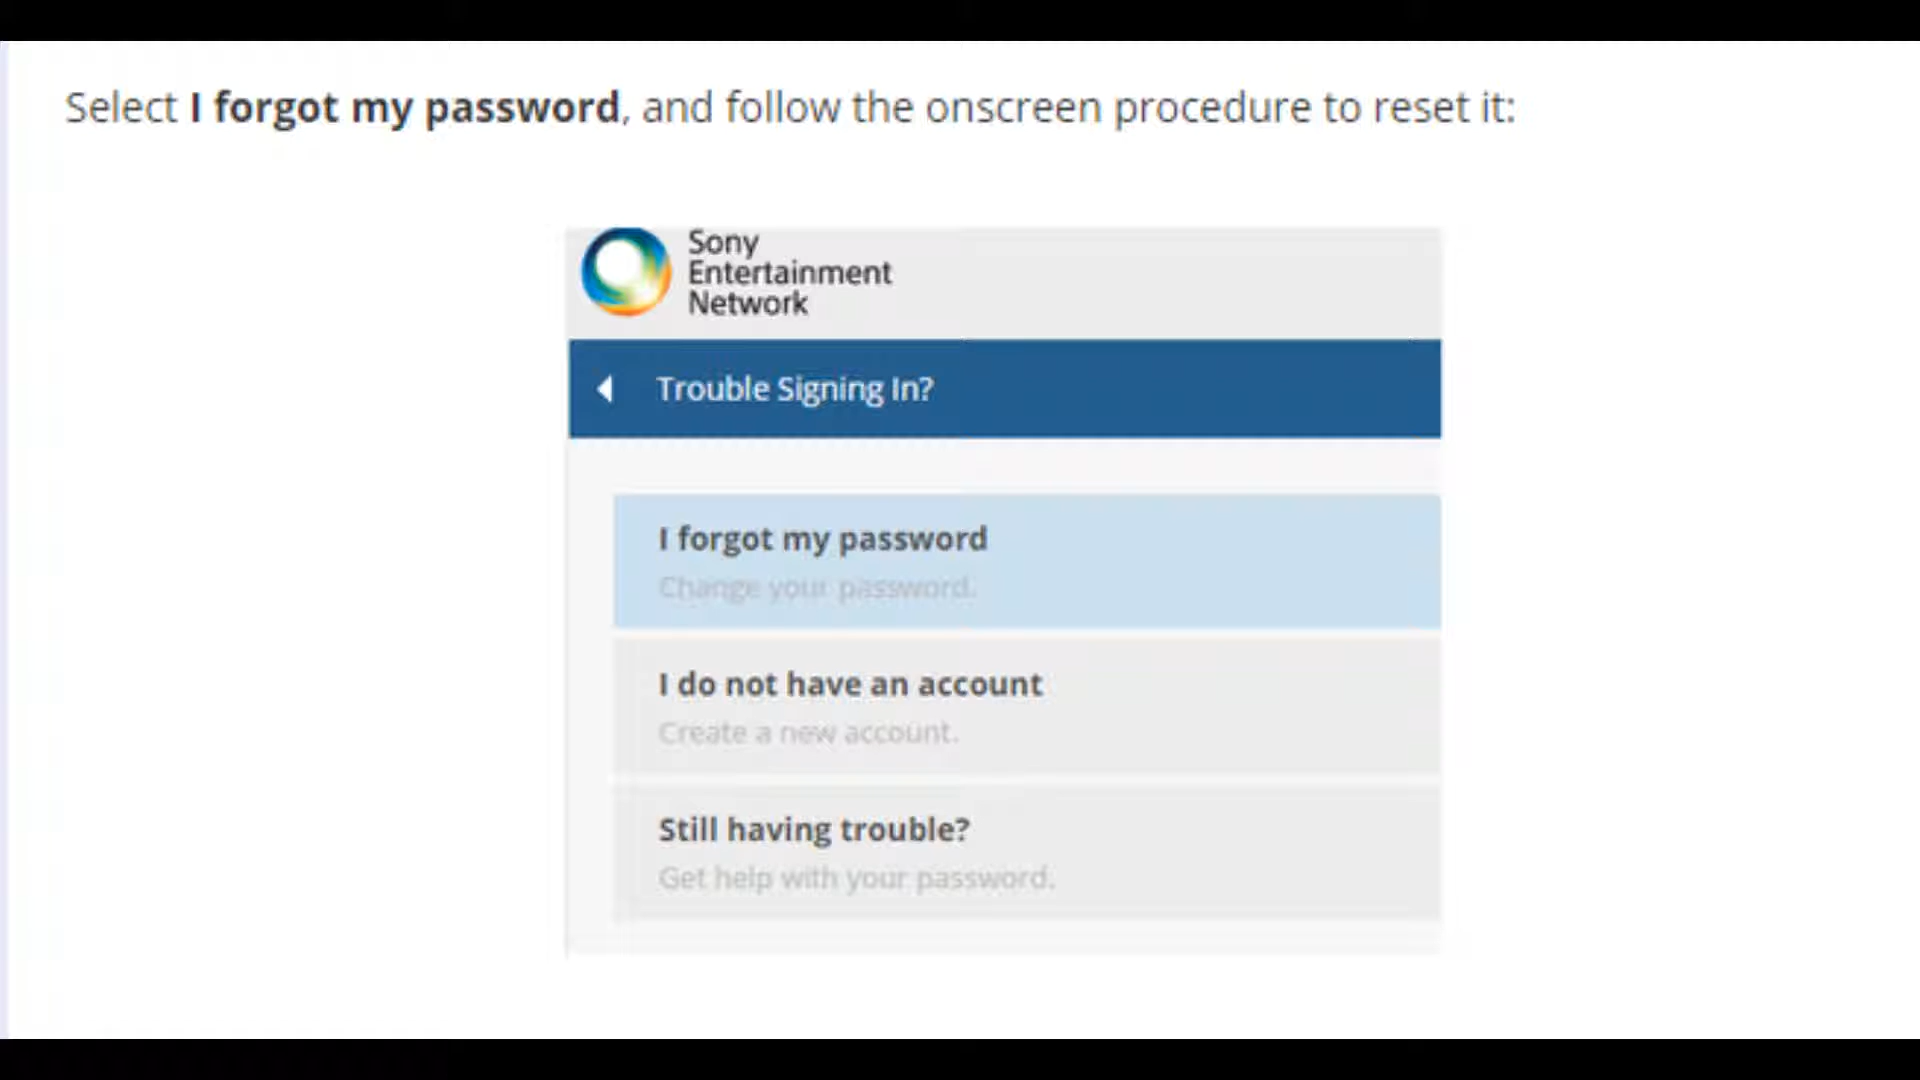 Select I forgot my password, and follow the onscreen procedure to reset it:
Sony
Entertainment
Network
Trouble Signing In?
I forgot my password
Change your password.
I do not have an account
Create a new account.
Still having trouble?
Get help with your password.